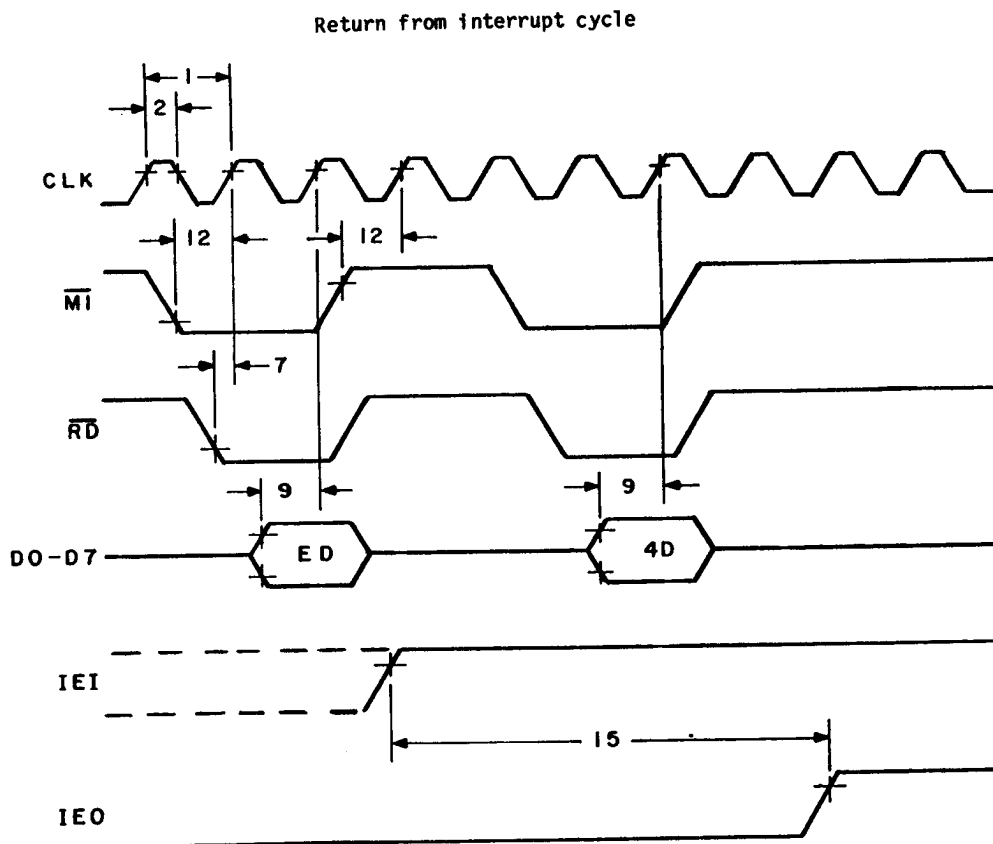 Return from interrupt cycle
1
2
CLK
12
12
M1
7
RD
9
9
DO-D7
ED
4D
IEI
15
IEO